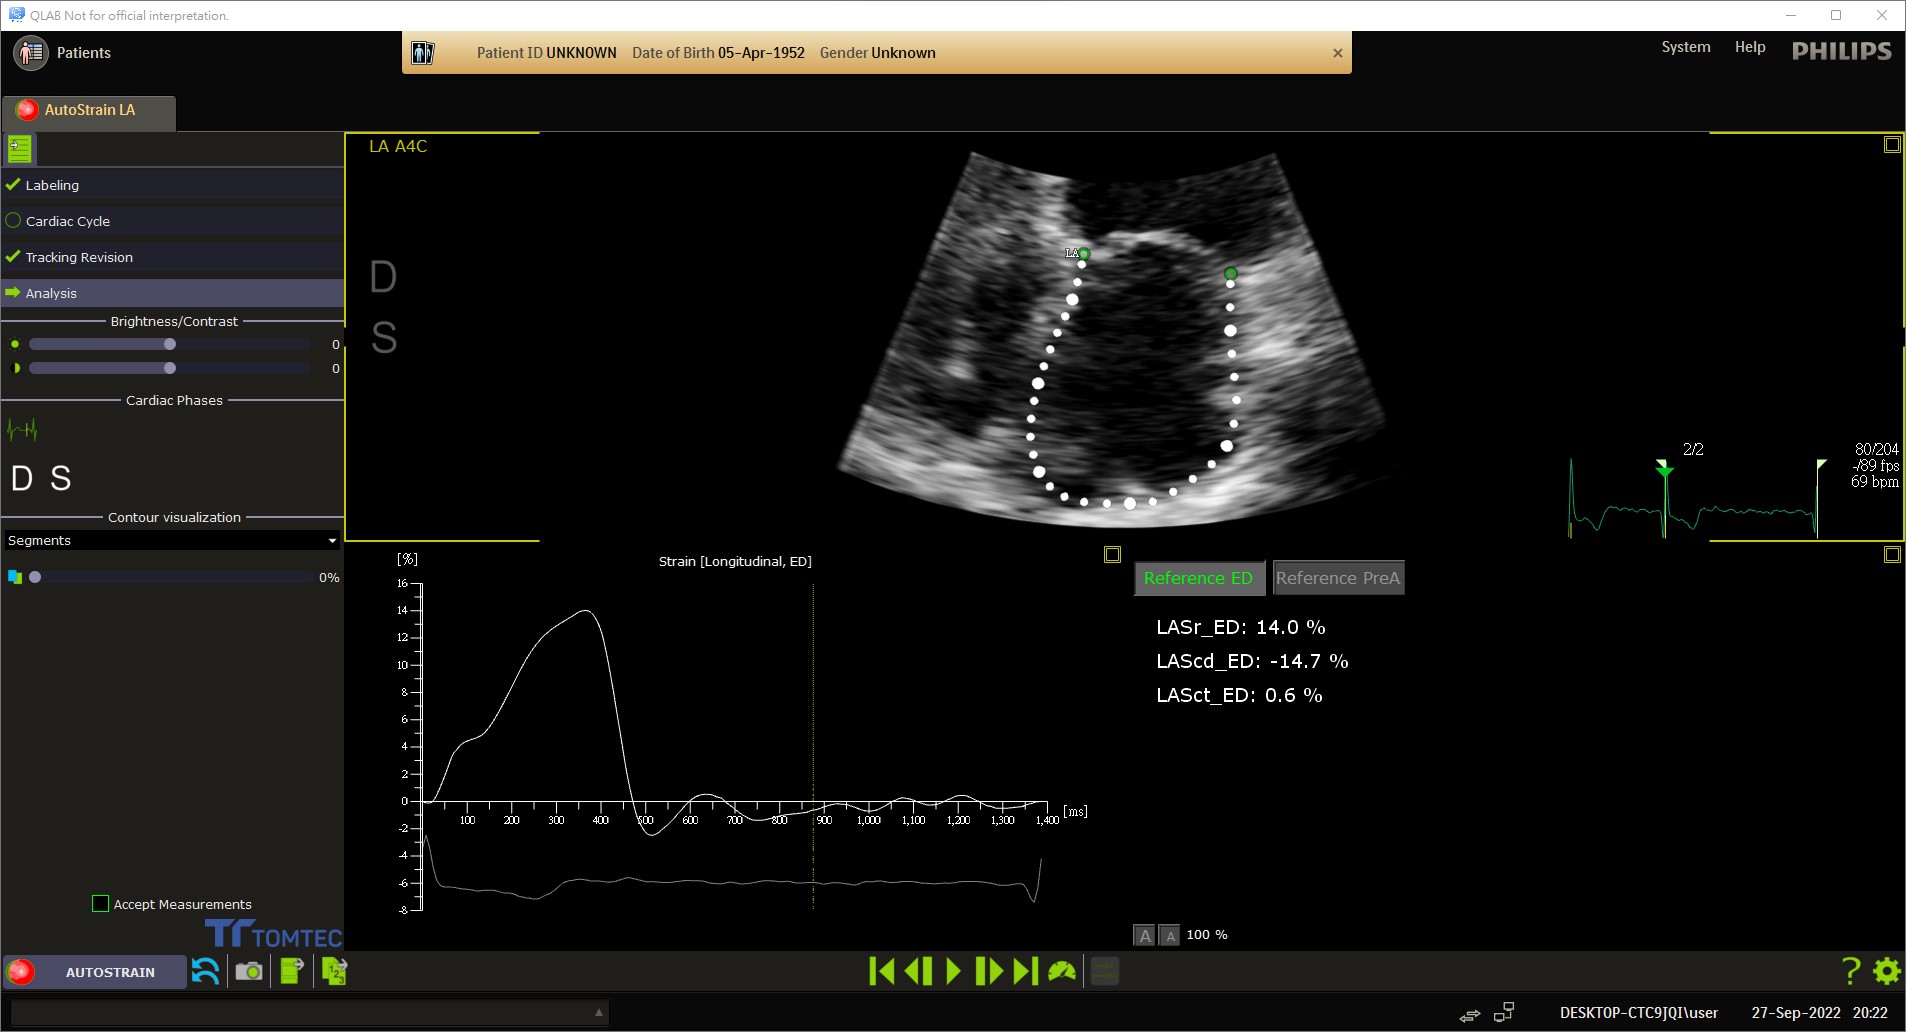 QLAB Not for official interpretation.
Patients
Patient ID UNKNOWN Date of Birth 05-Apr-1952 Gender Unknown
System Help PHILIPS
AutoStrain LA
Labeling
Cardiac Cycle
Tracking Revision
Analysis
Brightness/Contrast
0
0
Cardiac Phases
D S
Contour visualization
Segments
0%
Accept Measurements
TOMTEC
LA A4C
D
S
LA
2/2
80/204
-/89 fps
69 bpm
[%]
Strain [Longitudinal, ED]
16
14
12
10
8
6
4
2
0
-2
-4
-6
-8
100 200 300 400 500 600 700 800 900 1,000 1,100 1,200 1,300 1,400 [ms]
Reference ED Reference PreA
LASr_ED: 14.0 %
LAScd_ED: -14.7 %
LASct_ED: 0.6 %
A A 100 %
AUTOSTRAIN
1 2 3
?
DESKTOP-CTC9JQI\user 27-Sep-2022 20:22